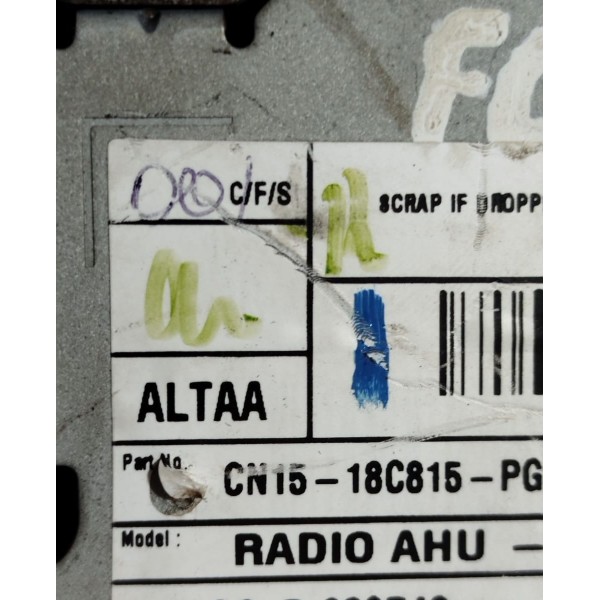 C/F/S
SCRAP IF DROPP
ALTAA
Part No.
CN15-18C815-PG
Model :
RADIO AHU -